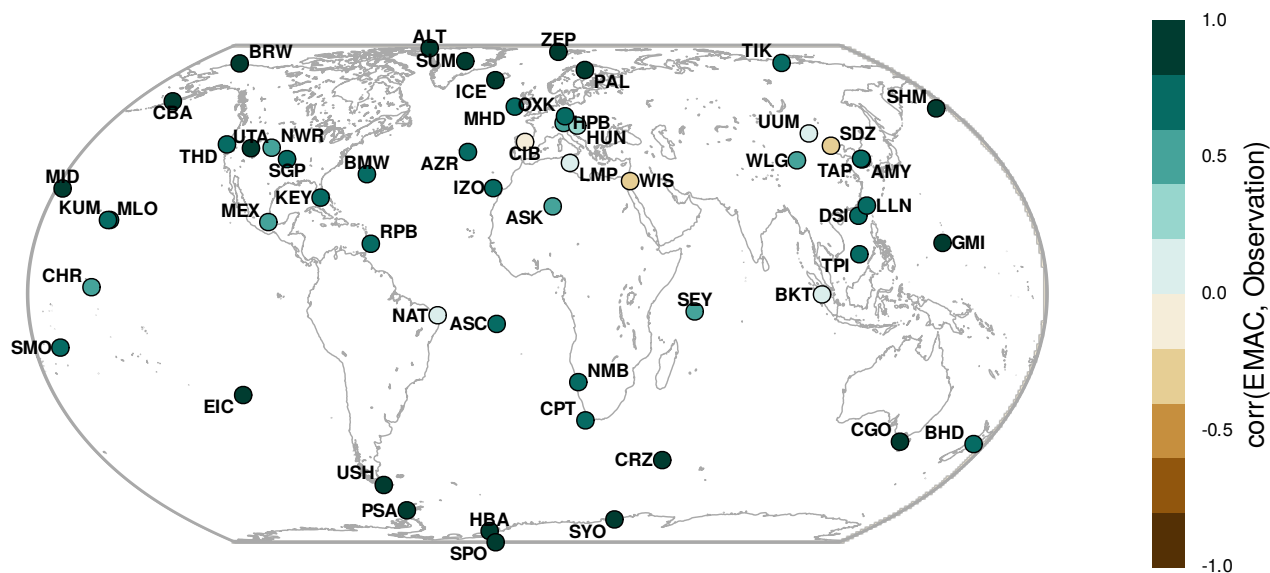 ALT
ZEP
BRW
SUM
TIK
PAL
ICE
CBA
SHM
OXK
MHD
HPB
UUM
SDZ
UTA
NWR
HUN
THD
CIB
AZR
BMW
SGP
WLG
TAP
AMY
LMP
MID
IZO
WIS
KEY
KUM
MLO
MEX
ASK
DSI
LLN
RPB
GMI
TPI
CHR
BKT
SEY
NAT
ASC
SMO
NMB
EIC
CPT
CGO
BHD
CRZ
USH
PSA
HBA
SYO
SPO
1.0
0.5
0.0
-0.5
-1.0
corr(EMAC, Observation)